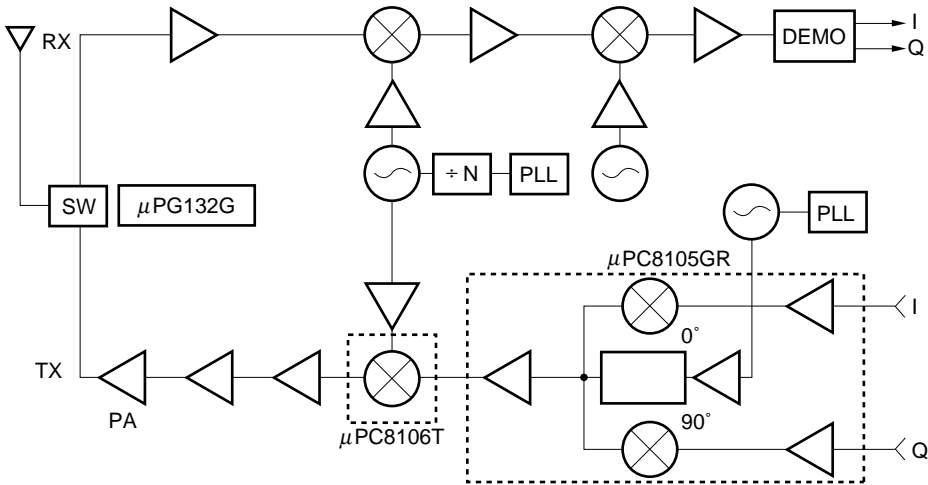 RX
DEMO
I
Q
SW
μPG132G
÷ N
PLL
PLL
μPC8105GR
I
0°
TX
PA
μPC8106T
90°
Q